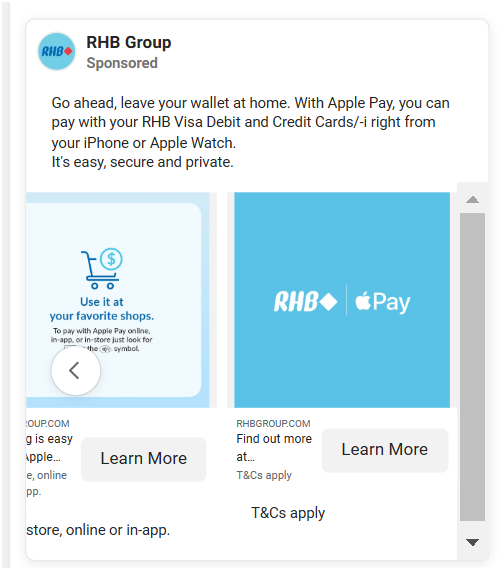 RHB Group
Sponsored
Go ahead, leave your wallet at home. With Apple Pay, you can
pay with your RHB Visa Debit and Credit Cards/-i right from
your iPhone or Apple Watch.
It's easy, secure and private.
$
Use it at
your favorite shops.
To pay with Apple Pay online,
in-app, or in-store just look for
the symbol.
RHB Pay
OUP.COM
g is easy
Apple...
re, online
pp.
Learn More
store, online or in-app.
RHBGROUP.COM
Find out more
at...
T&Cs apply
Learn More
T&Cs apply